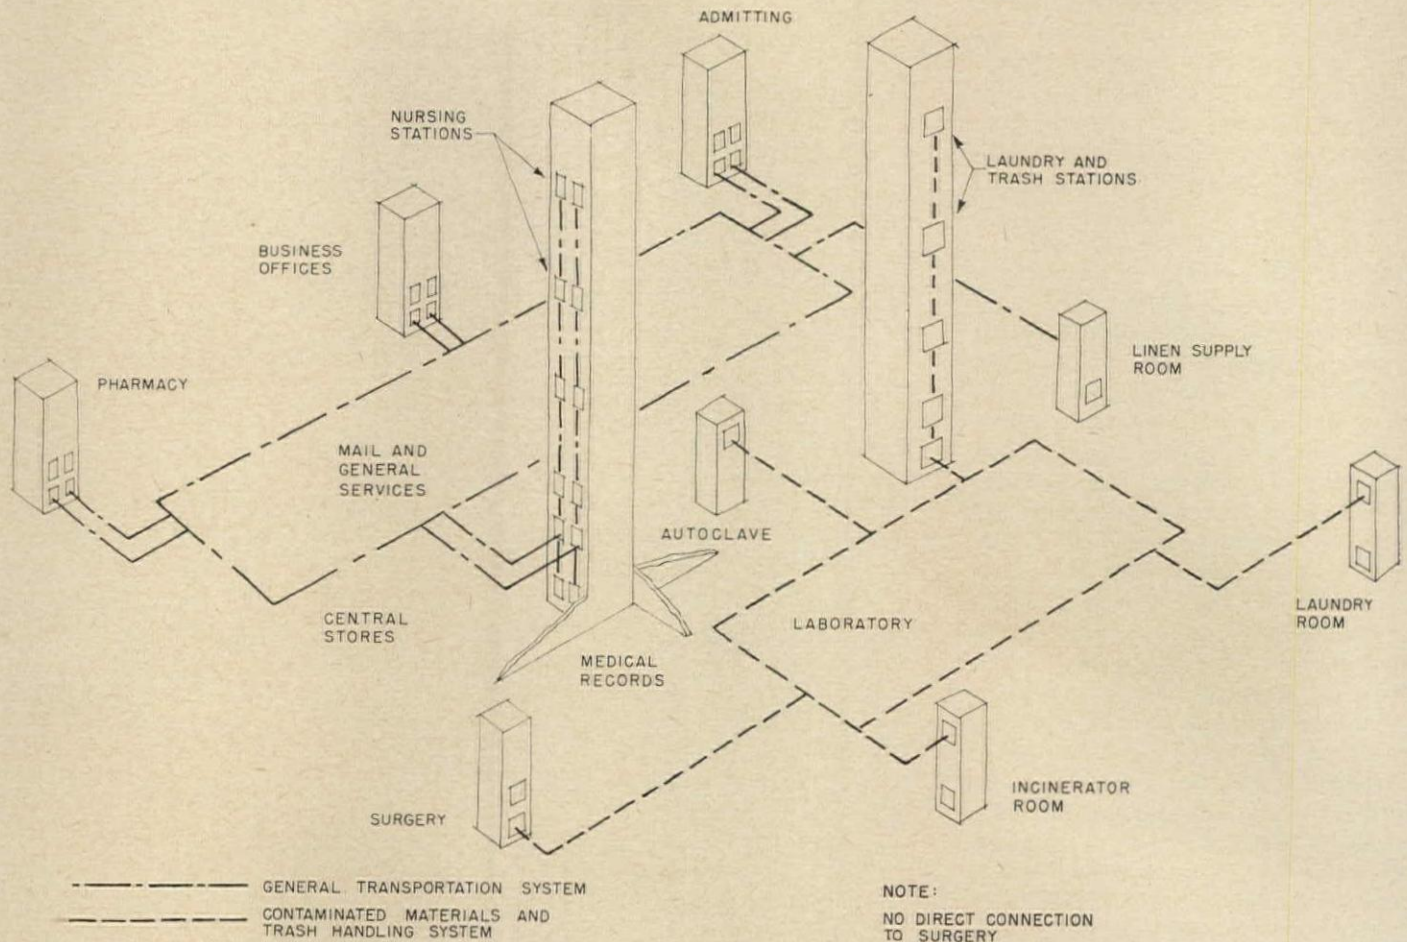 ADMITTING
NURSING
STATIONS
LAUNDRY AND
TRASH STATIONS
BUSINESS
OFFICES
LINEN SUPPLY
ROOM
PHARMACY
MAIL AND
GENERAL
SERVICES
AUTOCLAVE
CENTRAL
STORES
LABORATORY
LAUNDRY
ROOM
MEDICAL
RECORDS
INCINERATOR
ROOM
SURGERY
GENERAL TRANSPORTATION SYSTEM
CONTAMINATED MATERIALS AND
TRASH HANDLING SYSTEM
NOTE:
NO DIRECT CONNECTION
TO SURGERY